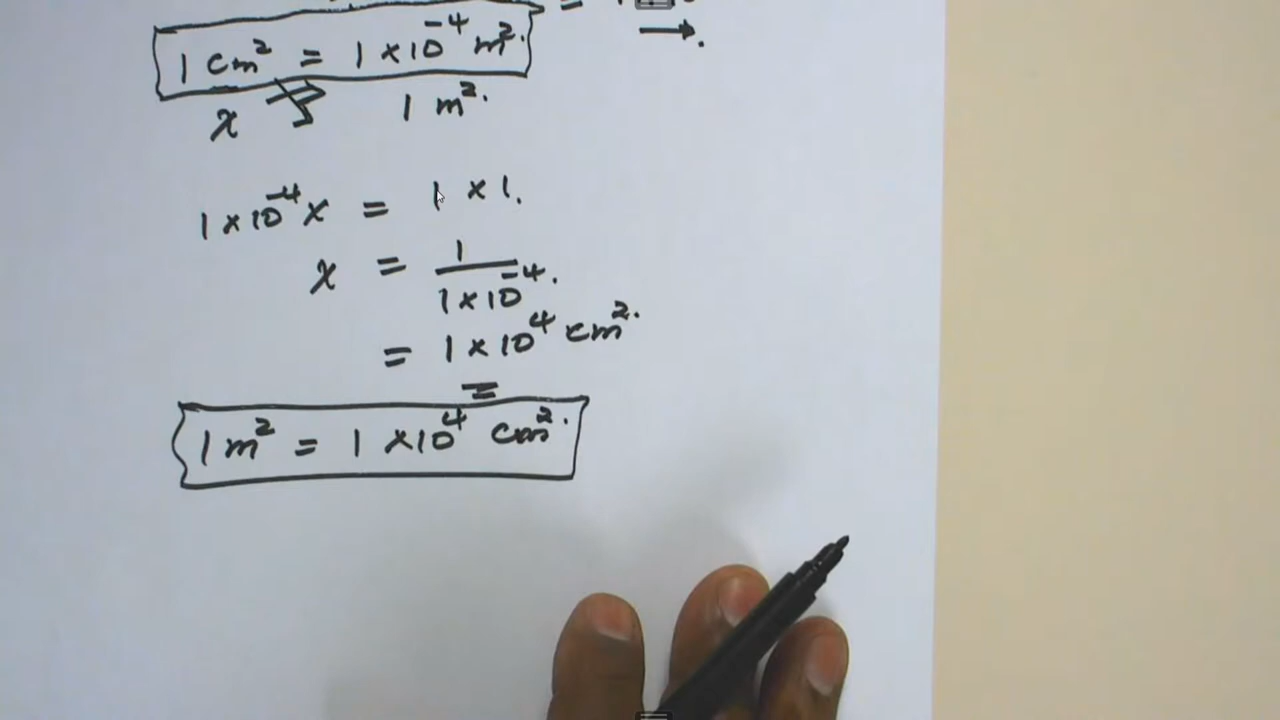 1 cm² = 1 × 10⁻⁴ m².
x 1 m².
1 × 10⁻⁴ x = 1 × 1.
x = 1 / 1 × 10⁻⁴.
= 1 × 10⁴ cm².
1 m² = 1 × 10⁴ cm².